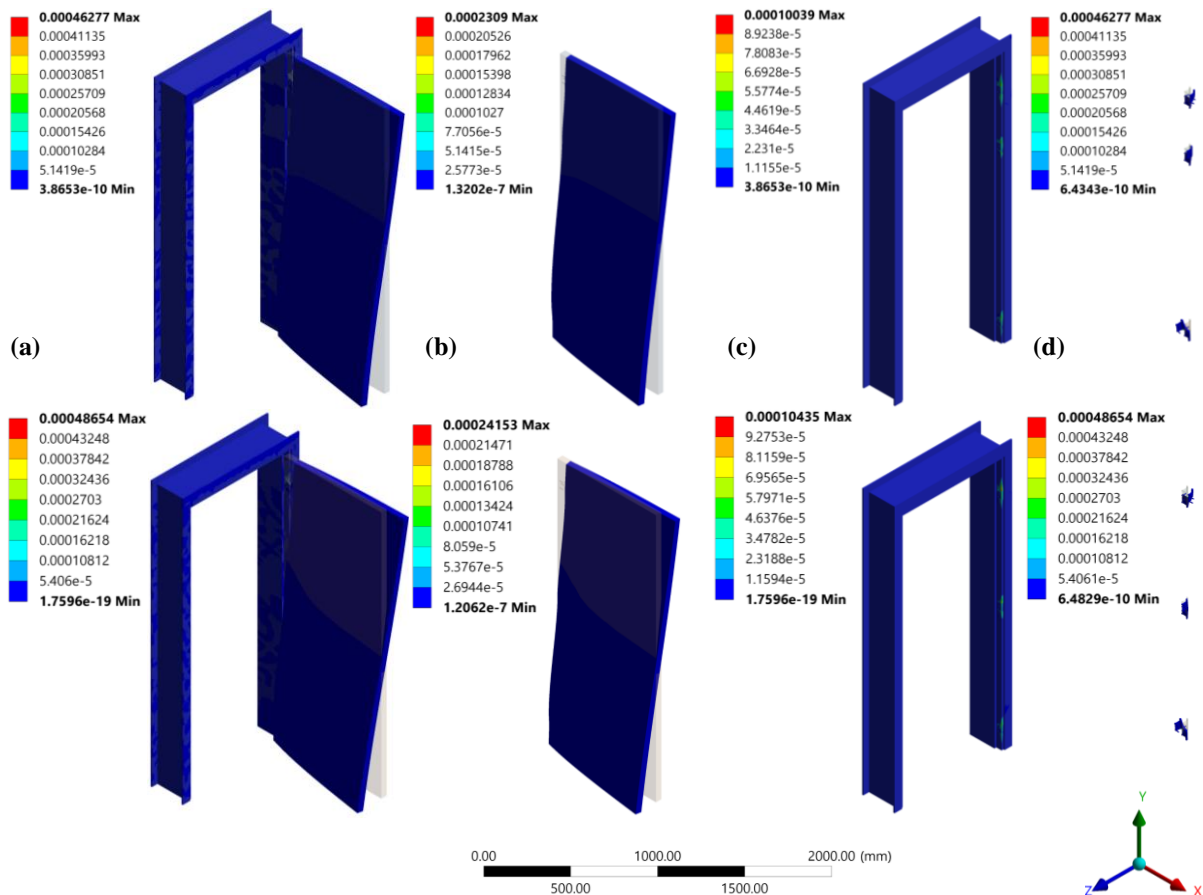 0.00046277 Max
0.00041135
0.00035993
0.00030851
0.00025709
0.00020568
0.00015426
0.00010284
5.1419e-5
3.8653e-10 Min
(a)
0.0002309 Max
0.00020526
0.00017962
0.00015398
0.00012834
0.0001027
7.7056e-5
5.1415e-5
2.5773e-5
1.3202e-7 Min
(b)
0.00010039 Max
8.9238e-5
7.8083e-5
6.6928e-5
5.5774e-5
4.4619e-5
3.3464e-5
2.231e-5
1.1155e-5
3.8653e-10 Min
(c)
0.00046277 Max
0.00041135
0.00035993
0.00030851
0.00025709
0.00020568
0.00015426
0.00010284
5.1419e-5
6.4343e-10 Min
(d)
0.00048654 Max
0.00043248
0.00037842
0.00032436
0.0002703
0.00021624
0.00016218
0.00010812
5.406e-5
1.7596e-19 Min
0.00024153 Max
0.00021471
0.00018788
0.00016106
0.00013424
0.00010741
8.059e-5
5.3767e-5
2.6944e-5
1.2062e-7 Min
0.00010435 Max
9.2753e-5
8.1159e-5
6.9565e-5
5.7971e-5
4.6376e-5
3.4782e-5
2.3188e-5
1.1594e-5
1.7596e-19 Min
0.00048654 Max
0.00043248
0.00037842
0.00032436
0.0002703
0.00021624
0.00016218
0.00010812
5.4061e-5
6.4829e-10 Min
0.00 1000.00 2000.00 (mm)
500.00 1500.00
Y
Z X